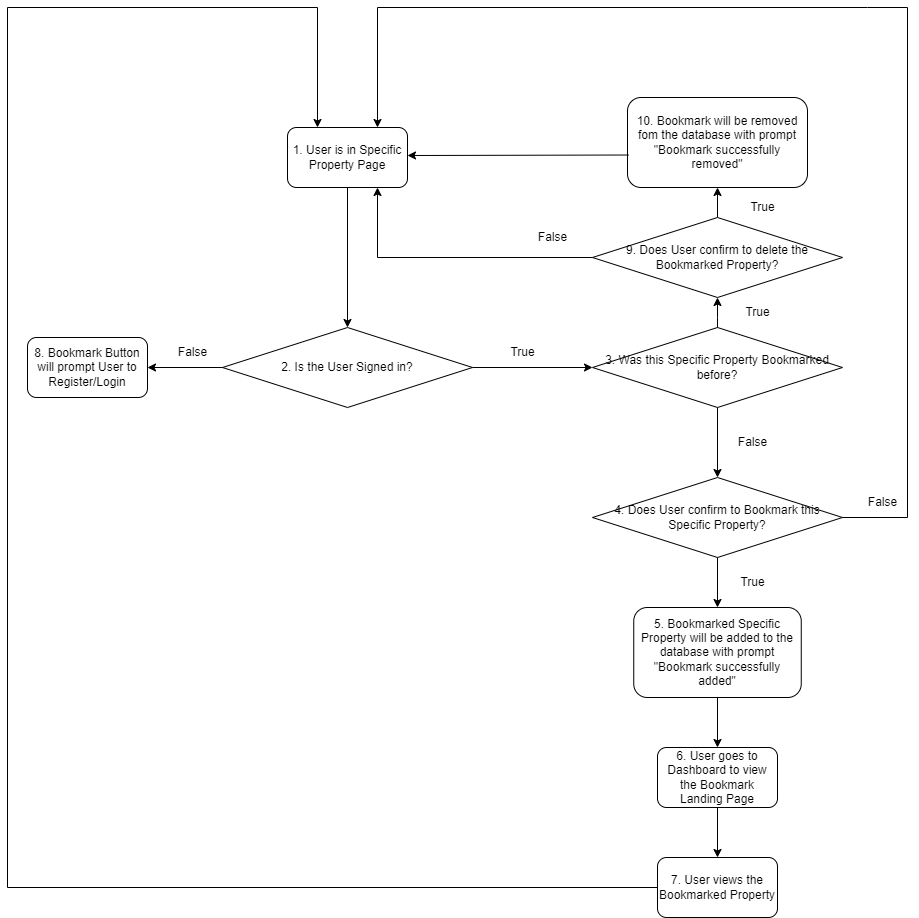 1. User is in Specific
Property Page
10. Bookmark will be removed
fom the database with prompt
"Bookmark successfully
removed"
True
False
9. Does User confirm to delete the
Bookmarked Property?
True
8. Bookmark Button
will prompt User to
Register/Login
False
2. Is the User Signed in?
True
3. Was this Specific Property Bookmarked
before?
False
4. Does User confirm to Bookmark this
Specific Property?
False
True
5. Bookmarked Specific
Property will be added to the
database with prompt
"Bookmark successfully
added"
6. User goes to
Dashboard to view
the Bookmark
Landing Page
7. User views the
Bookmarked Property